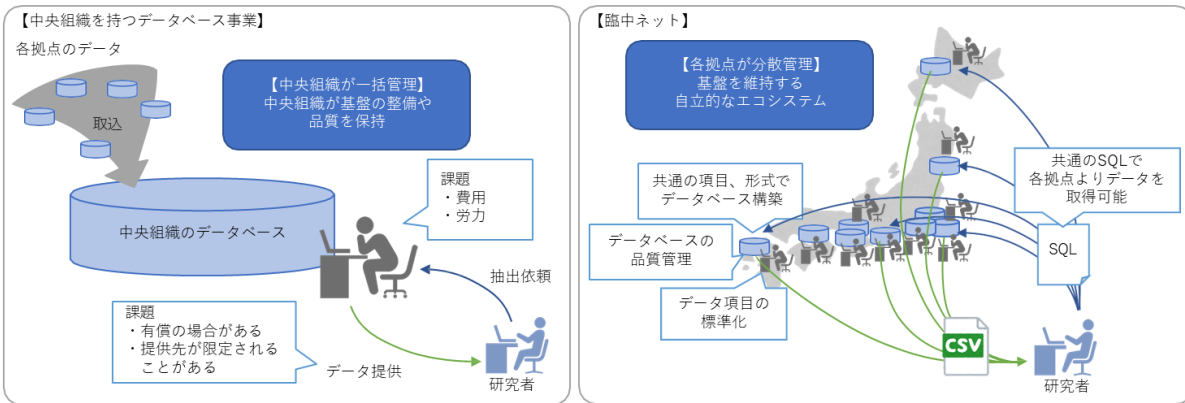 【中央組織を持つデータベース事業】
各拠点のデータ
取込
【中央組織が一括管理】
中央組織が基盤の整備や
品質を保持
課題
・費用
・労力
中央組織のデータベース
抽出依頼
課題
・有償の場合がある
・提供先が限定される
ことがある
データ提供
研究者
【臨中ネット】
【各拠点が分散管理】
基盤を維持する
自立的なエコシステム
共通のSQLで
各拠点よりデータを
取得可能
共通の項目、形式で
データベース構築
データベースの
品質管理
SQL
データ項目の
標準化
CSV
研究者